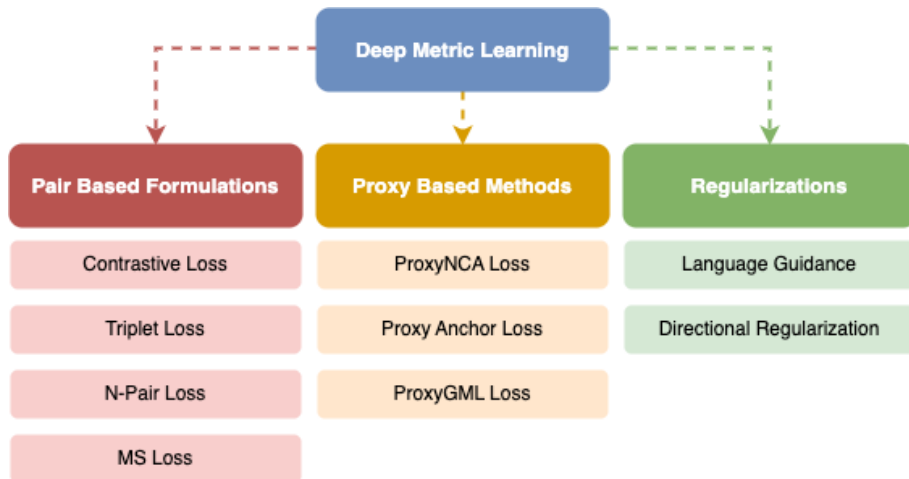 Deep Metric Learning
Pair Based Formulations
Proxy Based Methods
Regularizations
Contrastive Loss
ProxyNCA Loss
Language Guidance
Triplet Loss
Proxy Anchor Loss
Directional Regularization
N-Pair Loss
ProxyGML Loss
MS Loss